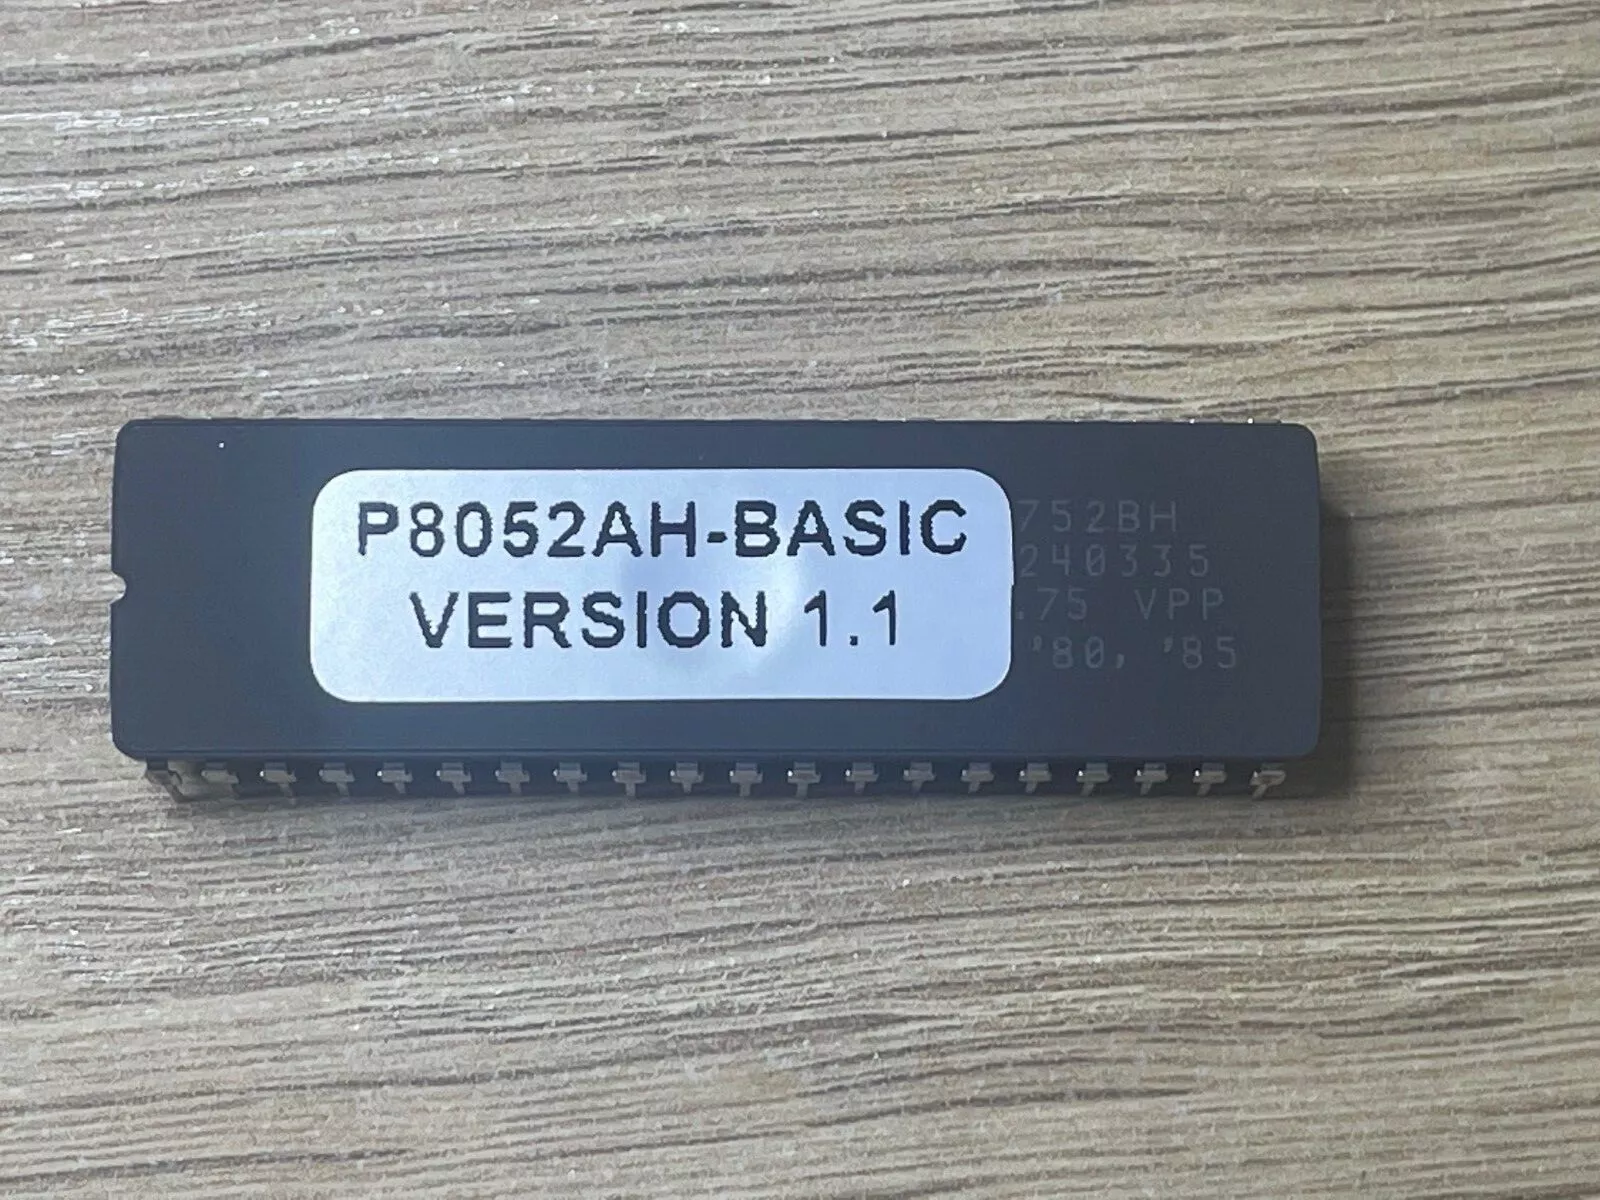 P8052AH-BASIC
VERSION 1.1
752BH
240335
.75 VPP
'80, '85